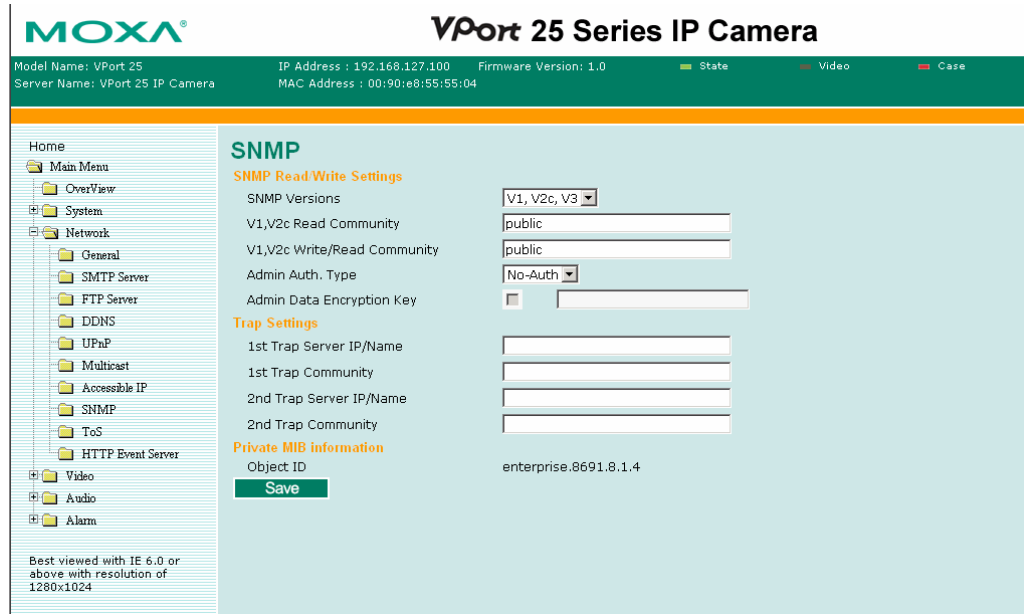 MOXA®
VPort 25 Series IP Camera
Model Name: VPort 25
IP Address : 192.168.127.100
Firmware Version: 1.0
State
Video
Case
Server Name: VPort 25 IP Camera
MAC Address : 00:90:e8:55:55:04
Home
Main Menu
OverView
System
Network
General
SMTP Server
FTP Server
DDNS
UPnP
Multicast
Accessible IP
SNMP
ToS
HTTP Event Server
Video
Audio
Alarm
Best viewed with IE 6.0 or
above with resolution of
1280x1024
SNMP
SNMP Read/Write Settings
SNMP Versions V1, V2c, V3
V1,V2c Read Community public
V1,V2c Write/Read Community public
Admin Auth. Type No-Auth
Admin Data Encryption Key
Trap Settings
1st Trap Server IP/Name
1st Trap Community
2nd Trap Server IP/Name
2nd Trap Community
Private MIB information
Object ID enterprise.8691.8.1.4
Save